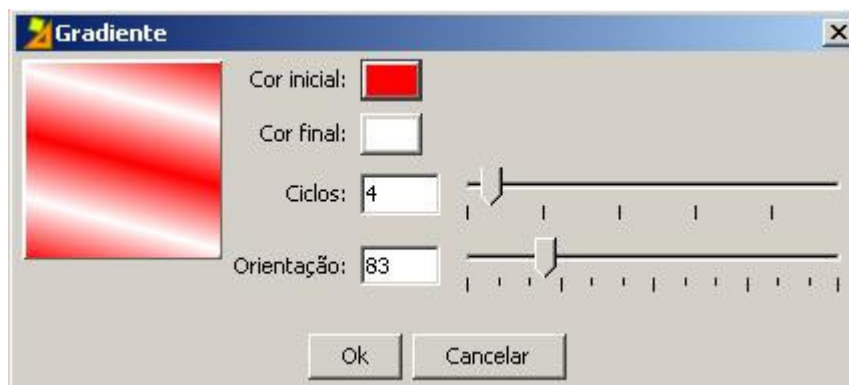 Gradiente
Cor inicial:
Cor final:
Ciclos: 4
Orientação: 83
Ok Cancelar